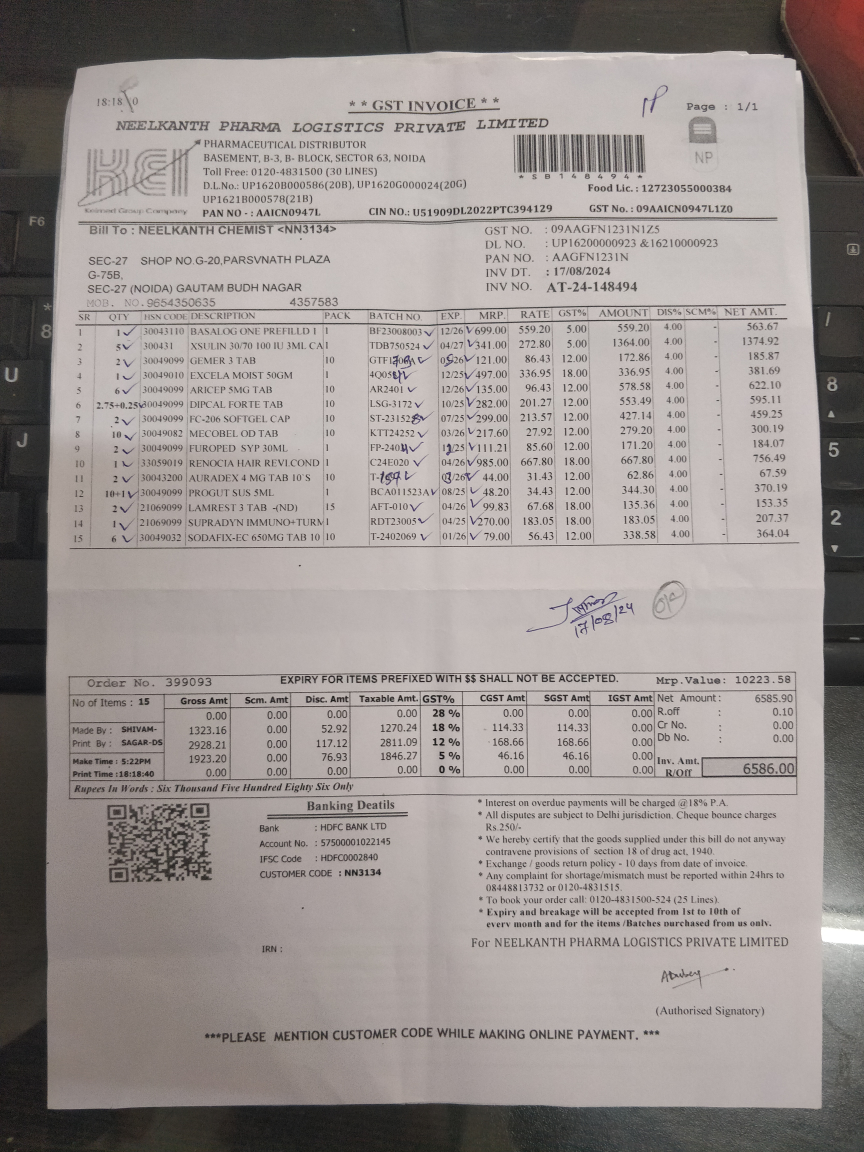 18:18
** GST INVOICE **
NP
Page : 1/1
NEELKANTH PHARMA LOGISTICS PRIVATE LIMITED
KEI
Keimed Group Company
PHARMACEUTICAL DISTRIBUTOR
BASEMENT, B-3, B- BLOCK, SECTOR 63, NOIDA
Toll Free: 0120-4831500 (30 LINES)
D.L.No.: UP1620B000586(20B), UP1620G000024(20G)
UP1621B000578(21B)
*SB148494*
NP
Food Lic. : 12723055000384
PAN NO - : AAICN0947L CIN NO.: U51909DL2022PTC394129 GST No. : 09AAICN0947L1Z0
Bill To : NEELKANTH CHEMIST <NN3134>
SEC-27 SHOP NO.G-20,PARSVNATH PLAZA
G-75B,
SEC-27 (NOIDA) GAUTAM BUDH NAGAR
MOB. NO.9654350635 4357583
GST NO. : 09AAGFN1231N1Z5
DL NO. : UP16200000923 &16210000923
PAN NO. : AAGFN1231N
INV DT. : 17/08/2024
INV NO. AT-24-148494
SR QTY HSN CODE DESCRIPTION PACK BATCH NO. EXP. MRP. RATE GST% AMOUNT DIS% SCM% NET AMT.
1 1 30043110 BASALOG ONE PREFILLD 1 1 BF23008003 12/26 699.00 559.20 5.00 559.20 4.00 - 563.67
2 5 300431 XSULIN 30/70 100 IU 3ML CA 1 TDB750524 04/27 341.00 272.80 5.00 1364.00 4.00 - 1374.92
3 2 30049099 GEMER 3 TAB 10 121.00 86.43 12.00 172.86 4.00 - 185.87
4 1 30049010 EXCELA MOIST 50GM 1 12/25 497.00 336.95 18.00 336.95 4.00 - 381.69
5 6 30049099 ARICEP 5MG TAB 10 AR2401 12/26 135.00 96.43 12.00 578.58 4.00 - 622.10
6 2.75+0.25 30049099 DIPCAL FORTE TAB 10 LSG-3172 10/25 282.00 201.27 12.00 553.49 4.00 - 595.11
7 2 30049099 FC-206 SOFTGEL CAP 10 07/25 299.00 213.57 12.00 427.14 4.00 - 459.25
8 10 30049082 MECOBEL OD TAB 10 KTT24252 03/26 217.60 27.92 12.00 279.20 4.00 - 300.19
9 2 30049099 FUROPED SYP 30ML 1 111.21 85.60 12.00 171.20 4.00 - 184.07
10 1 33059019 RENOCIA HAIR REVI.COND 1 C24E020 04/26 985.00 667.80 18.00 667.80 4.00 - 756.49
11 2 30043200 AURADEX 4 MG TAB 10`S 10 44.00 31.43 12.00 62.86 4.00 - 67.59
12 10+1 30049099 PROGUT SUS 5ML 1 BCA011523A 08/25 48.20 34.43 12.00 344.30 4.00 - 370.19
13 2 21069099 LAMREST 3 TAB -(ND) 15 AFT-010 04/26 99.83 67.68 18.00 135.36 4.00 - 153.35
14 1 21069099 SUPRADYN IMMUNO+TURM 1 RDT23005 04/25 270.00 183.05 18.00 183.05 4.00 - 207.37
15 6 30049032 SODAFIX-EC 650MG TAB 10 10 T-2402069 01/26 79.00 56.43 12.00 338.58 4.00 - 364.04
17/08/24
Order No. 399093 EXPIRY FOR ITEMS PREFIXED WITH $$ SHALL NOT BE ACCEPTED. Mrp.Value: 10223.58
No of Items : 15 Gross Amt Scm. Amt Disc. Amt Taxable Amt. GST% CGST Amt SGST Amt IGST Amt Net Amount: 6585.90
0.00 0.00 0.00 0.00 28 % 0.00 0.00 0.00 R.off : 0.10
Made By : SHIVAM- 1323.16 0.00 52.92 1270.24 18 % 114.33 114.33 0.00 Cr No. : 0.00
Print By : SAGAR-DS 2928.21 0.00 117.12 2811.09 12 % 168.66 168.66 0.00 Db No. : 0.00
Make Time : 5:22PM 1923.20 0.00 76.93 1846.27 5 % 46.16 46.16 0.00 Inv. Amt.
Print Time :18:18:40 0.00 0.00 0.00 0.00 0 % 0.00 0.00 0.00 R/Off 6586.00
Rupees In Words : Six Thousand Five Hundred Eighty Six Only
Banking Deatils
Bank : HDFC BANK LTD
Account No. : 57500001022145
IFSC Code : HDFC0002840
CUSTOMER CODE : NN3134
* Interest on overdue payments will be charged @18% P.A.
* All disputes are subject to Delhi jurisdiction. Cheque bounce charges
Rs.250/-
* We hereby certify that the goods supplied under this bill do not anyway
contravene provisions of section 18 of drug act, 1940.
* Exchange / goods return policy - 10 days from date of invoice.
* Any complaint for shortage/mismatch must be reported within 24hrs to
08448813732 or 0120-4831515.
* To book your order call: 0120-4831500-524 (25 Lines).
* Expiry and breakage will be accepted from 1st to 10th of
every month and for the items /Batches purchased from us only.
IRN :
For NEELKANTH PHARMA LOGISTICS PRIVATE LIMITED
ADubey
(Authorised Signatory)
***PLEASE MENTION CUSTOMER CODE WHILE MAKING ONLINE PAYMENT. ***
F6
*
8
U
J
/
8
5
2